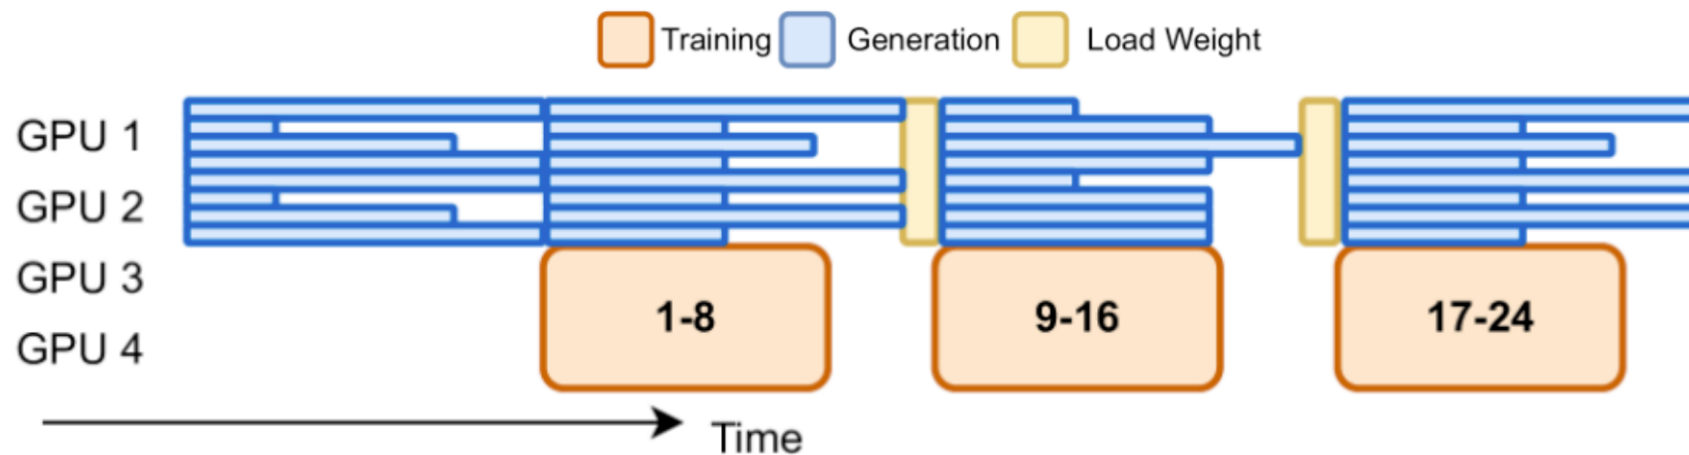 Training Generation Load Weight
GPU 1
GPU 2
GPU 3
GPU 4
1-8 9-16 17-24
Time